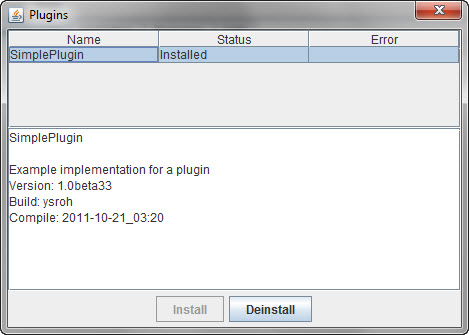 Plugins
Name Status Error
SimplePlugin Installed
SimplePlugin
Example implementation for a plugin
Version: 1.0beta33
Build: ysroh
Compile: 2011-10-21_03:20
Install Deinstall